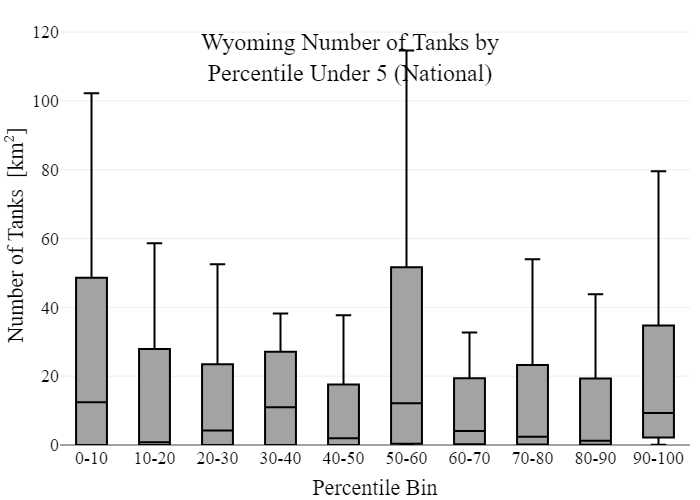 Wyoming Number of Tanks by
Percentile Under 5 (National)
Number of Tanks [km²]
120
100
80
60
40
20
0
0-10 10-20 20-30 30-40 40-50 50-60 60-70 70-80 80-90 90-100
Percentile Bin